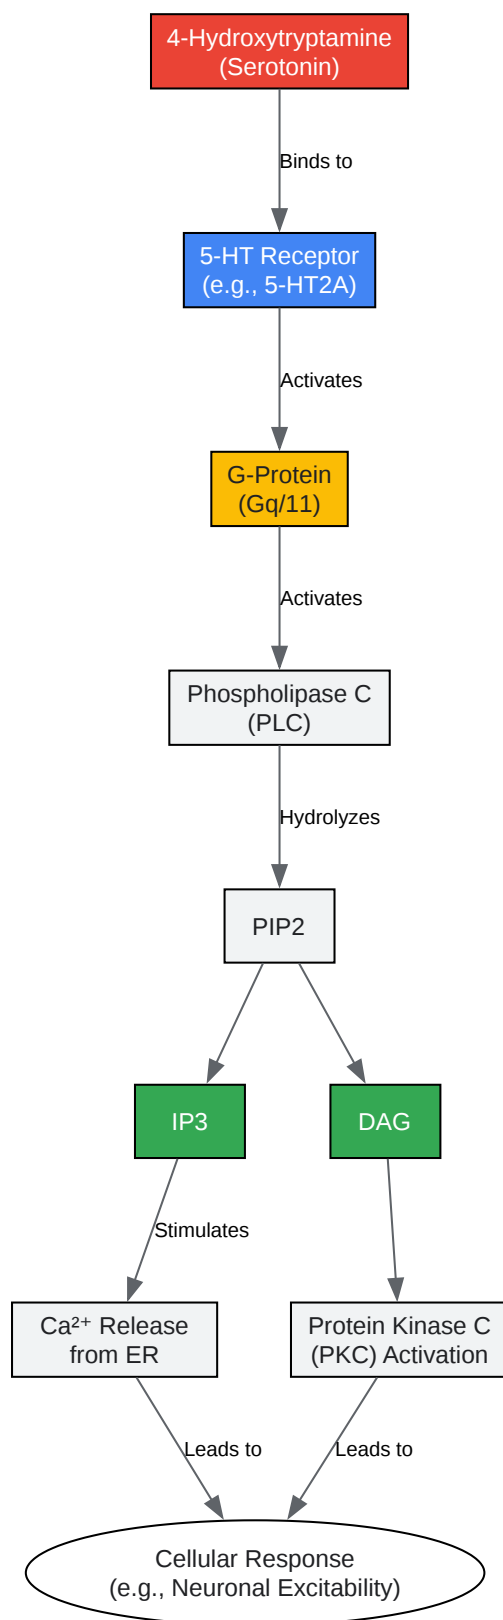 4-Hydroxytryptamine
(Serotonin)
Binds to
5-HT Receptor
(e.g., 5-HT2A)
Activates
G-Protein
(Gq/11)
Activates
Phospholipase C
(PLC)
Hydrolyzes
PIP2
IP3
DAG
Stimulates
Ca²⁺ Release
from ER
Protein Kinase C
(PKC) Activation
Leads to
Leads to
Cellular Response
(e.g., Neuronal Excitability)